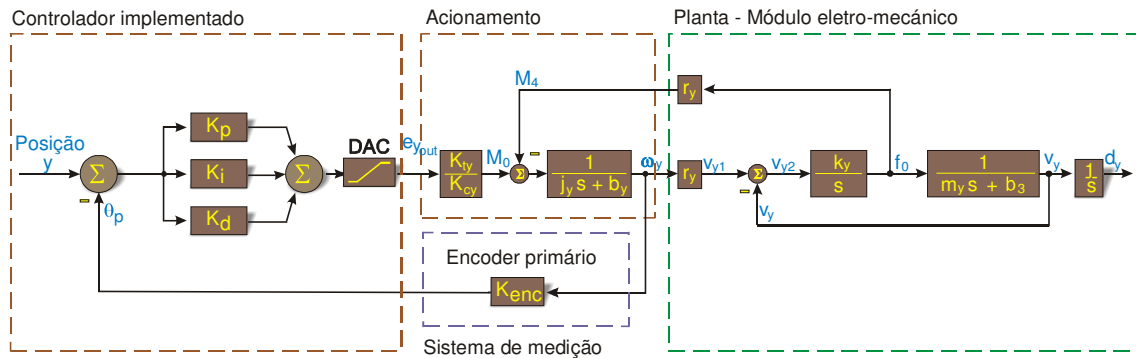 Controlador implementado
Acionamento
Planta - Módulo eletro-mecánico
Posição
y
Σ
-
θp
Kp
Ki
Kd
Σ
DAC
eyout
Kty
Kcy
M0
M4
-
Σ
1
jy s + by
ωy
ry
ry
vy1
Σ
-
vy2
vy
ky
s
f0
1
my s + b3
vy
1
s
dy
Encoder primário
Kenc
Sistema de medição